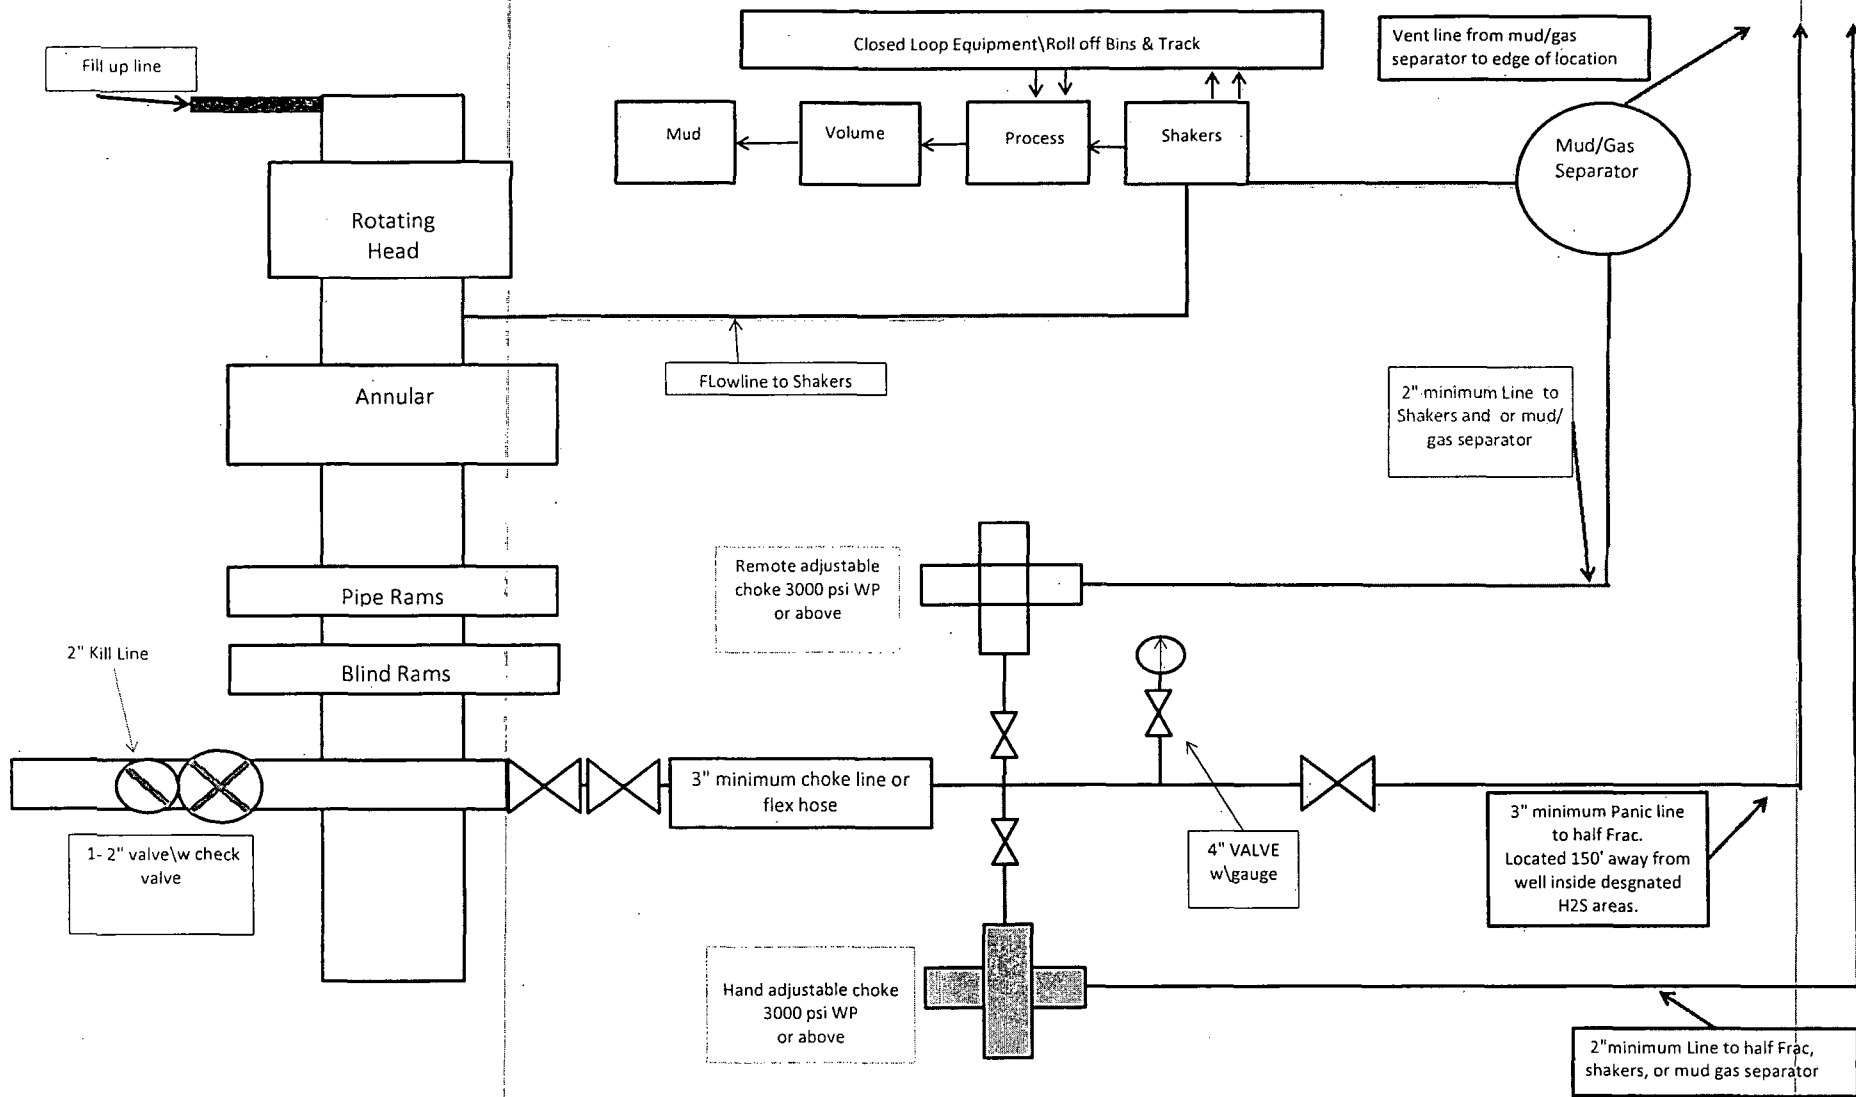 Closed Loop Equipment\Roll off Bins & Track
Vent line from mud/gas
separator to edge of location
Fill up line
Mud
Volume
Process
Shakers
Mud/Gas
Separator
Rotating
Head
FLowline to Shakers
Annular
2" minimum Line to
Shakers and or mud/
gas separator
Remote adjustable
choke 3000 psi WP
or above
Pipe Rams
2" Kill Line
Blind Rams
3" minimum choke line or
flex hose
1- 2" valve\w check
valve
4" VALVE
w\gauge
3" minimum Panic line
to half Frac.
Located 150' away from
well inside desgnated
H2S areas.
Hand adjustable choke
3000 psi WP
or above
2"minimum Line to half Frac,
shakers, or mud gas separator